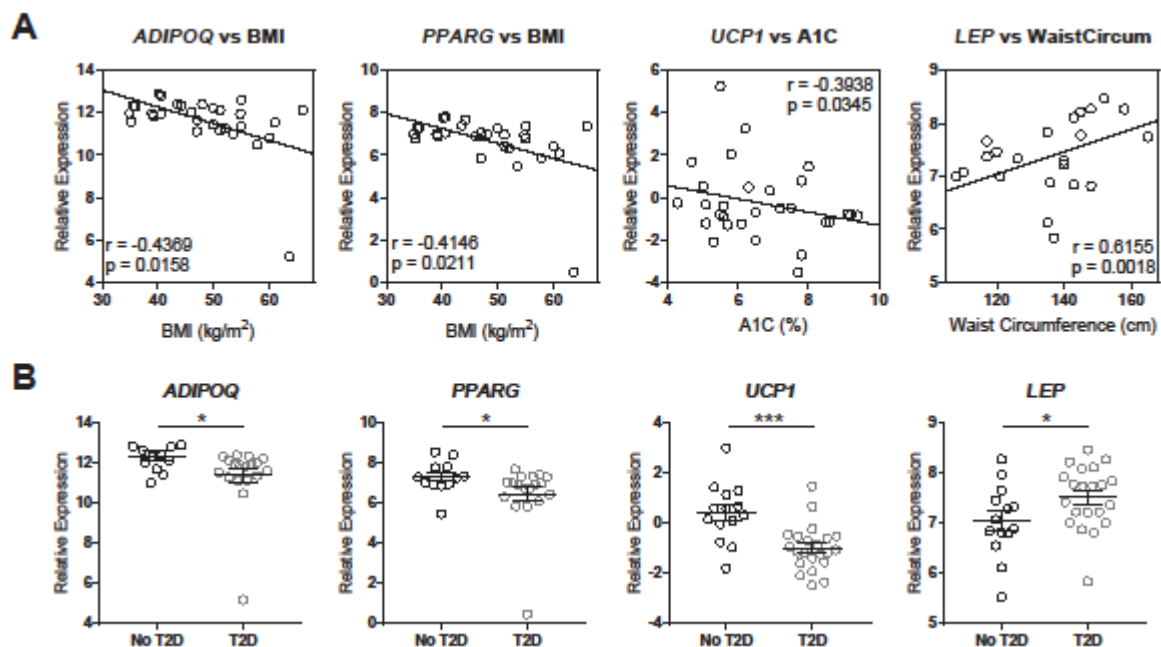 A
ADIPOQ vs BMI
PPARG vs BMI
UCP1 vs A1C
LEP vs WaistCircum
Relative Expression
14
12
10
8
6
4
r = -0.4369
p = 0.0158
30 40 50 60
BMI (kg/m²)
Relative Expression
10
8
6
4
2
0
r = -0.4146
p = 0.0211
30 40 50 60
BMI (kg/m²)
Relative Expression
6
4
2
0
-2
-4
r = -0.3938
p = 0.0345
4 6 8 10
A1C (%)
Relative Expression
9
8
7
6
5
r = 0.6155
p = 0.0018
120 140 160
Waist Circumference (cm)
B
ADIPOQ
PPARG
UCP1
LEP
Relative Expression
14
12
10
8
6
4
*
No T2D T2D
Relative Expression
10
8
6
4
2
0
*
No T2D T2D
Relative Expression
4
2
0
-2
-4
***
No T2D T2D
Relative Expression
9
8
7
6
5
*
No T2D T2D